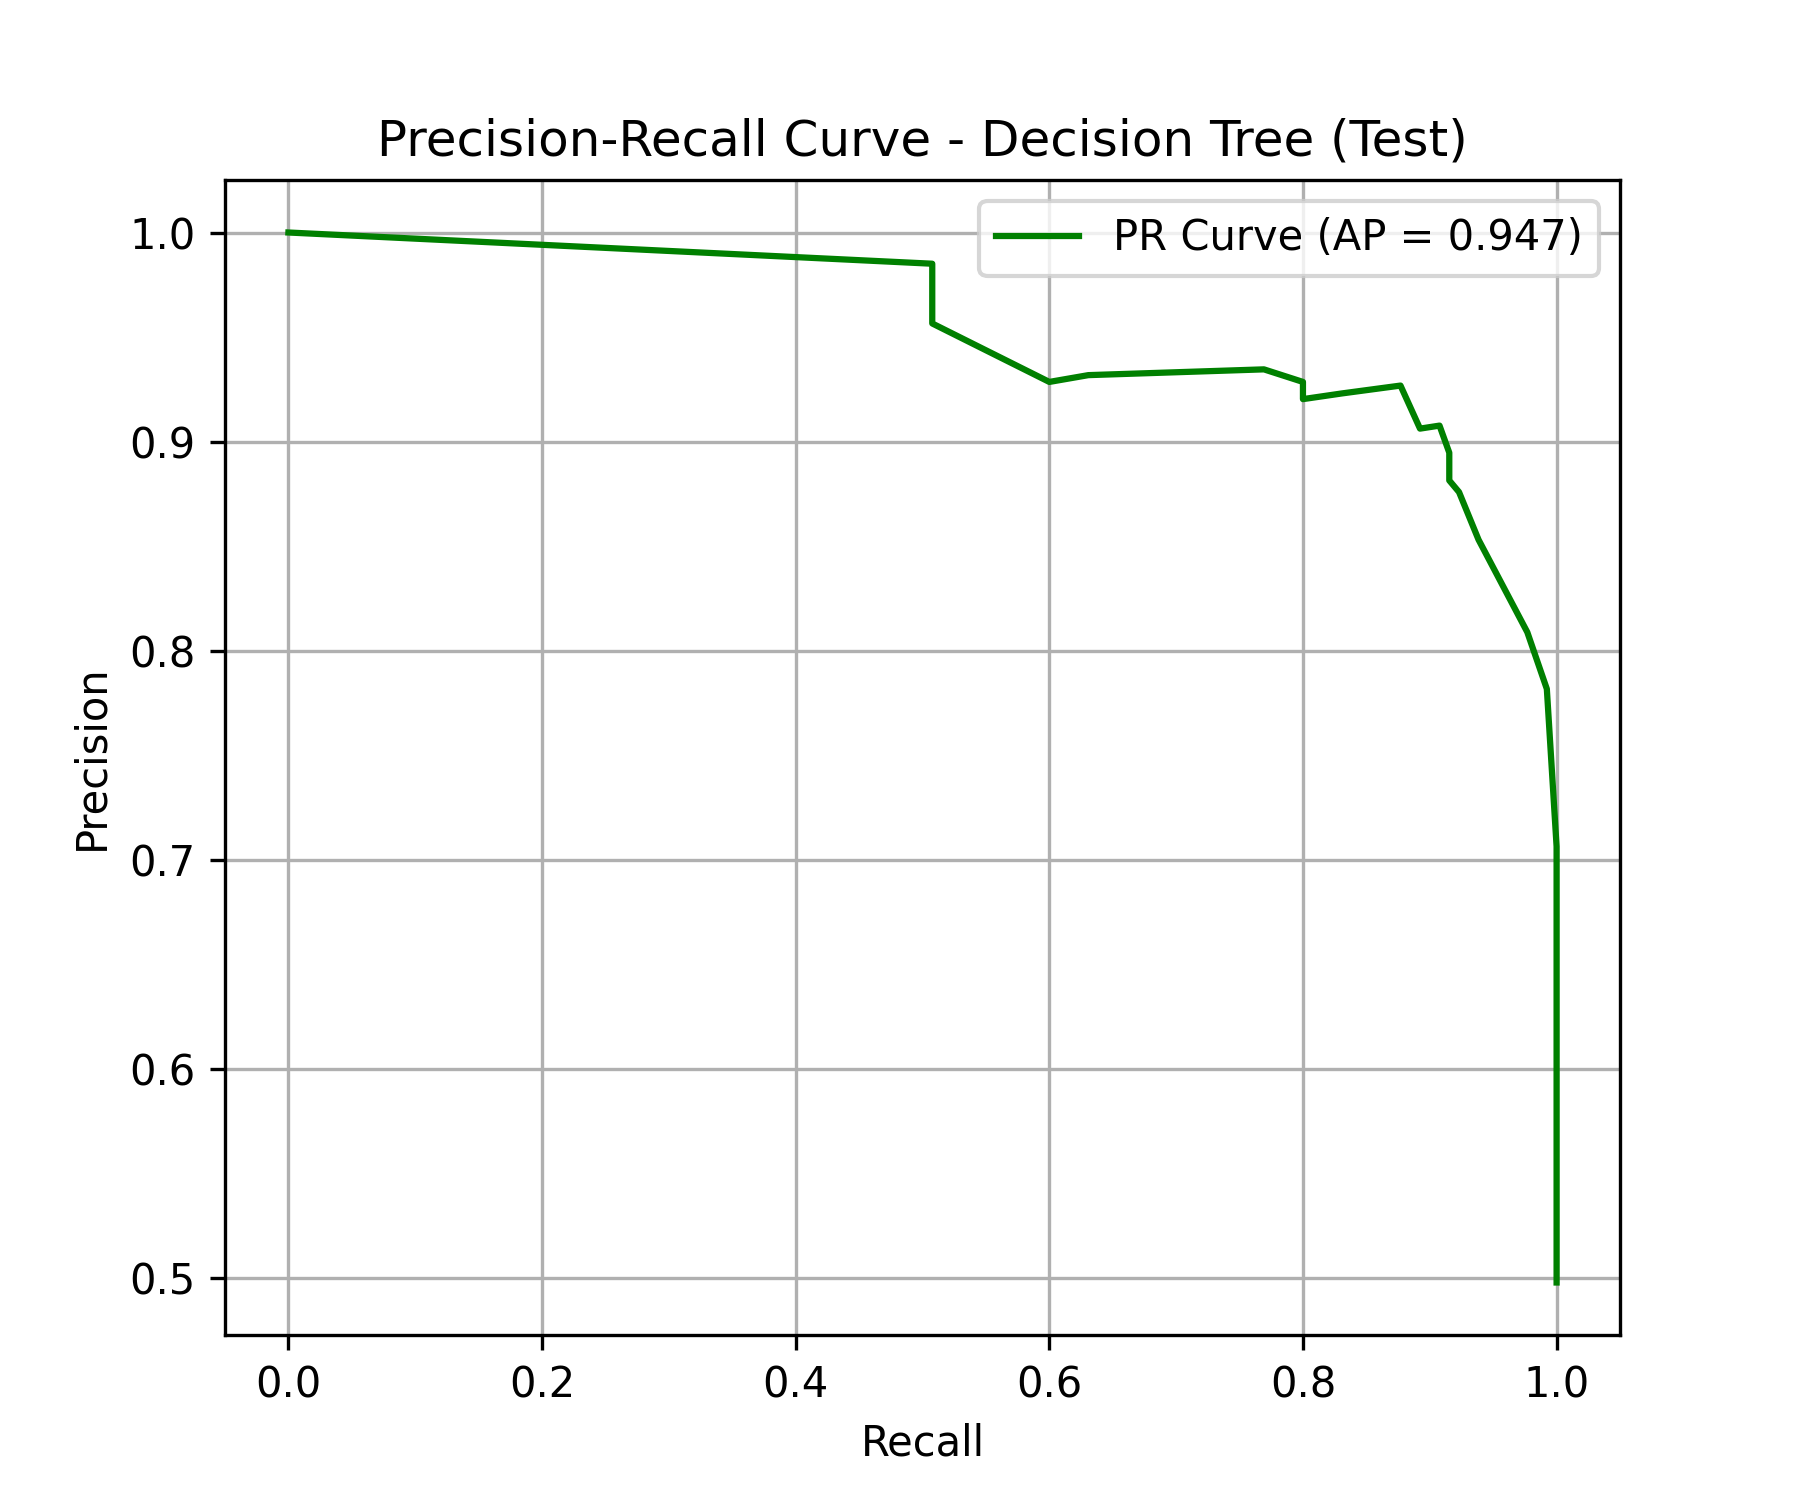 Precision-Recall Curve - Decision Tree (Test)
PR Curve (AP = 0.947)
1.0
0.9
0.8
0.7
0.6
0.5
Precision
0.0 0.2 0.4 0.6 0.8 1.0
Recall